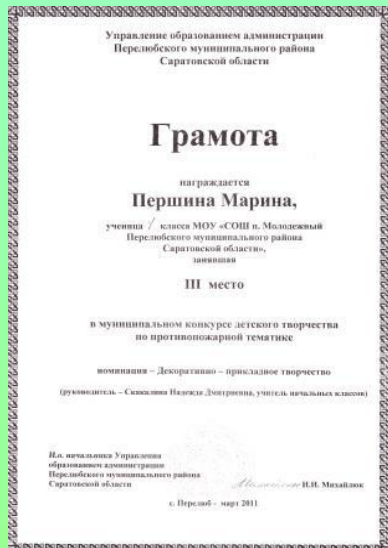 Управление образованием администрации
Перелюбского муниципального района
Саратовской области
Грамота
награждается
Першина Марина,
ученица 1 класса МОУ «СОШ п. Молодежный
Перелюбского муниципального района
Саратовской области»,
занявшая
III место
в муниципальном конкурсе детского творчества
по противопожарной тематике
номинация – Декоративно – прикладное творчество
(руководитель – Скакалина Надежда Дмитриевна, учитель начальных классов)
И.о. начальника Управления
образованием администрации
Перелюбского муниципального района
Саратовской области И.И. Михайлюк
с. Перелюб – март 2011